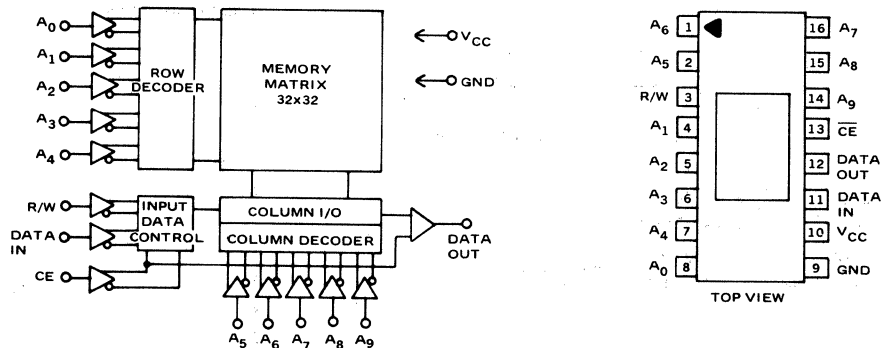 A0
A1
A2
A3
A4
ROW
DECODER
MEMORY
MATRIX
32x32
VCC
GND
R/W
DATA
IN
CE
INPUT
DATA
CONTROL
COLUMN I/O
COLUMN DECODER
DATA
OUT
A5 A6 A7 A8 A9
A6 1 16 A7
A5 2 15 A8
R/W 3 14 A9
A1 4 13 CE
A2 5 12 DATA OUT
A3 6 11 DATA IN
A4 7 10 VCC
A0 8 9 GND
TOP VIEW